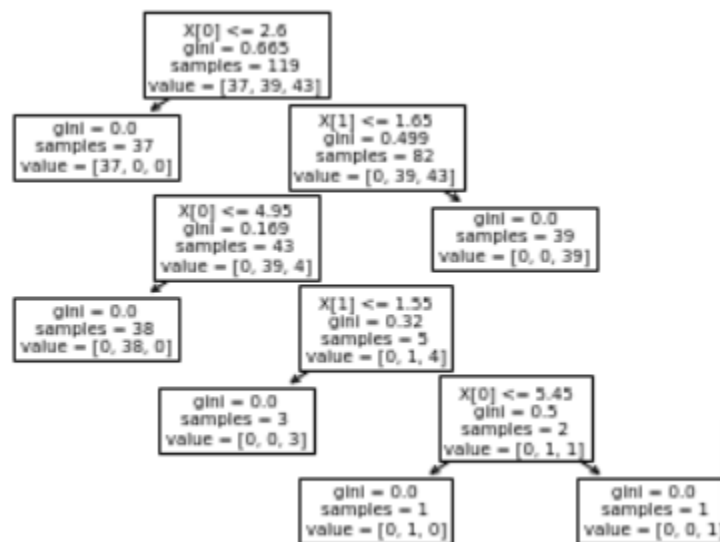 X[0] <= 2.6
gini = 0.665
samples = 119
value = [37, 39, 43]
gini = 0.0
samples = 37
value = [37, 0, 0]
X[1] <= 1.65
gini = 0.499
samples = 82
value = [0, 39, 43]
X[0] <= 4.95
gini = 0.169
samples = 43
value = [0, 39, 4]
gini = 0.0
samples = 39
value = [0, 0, 39]
gini = 0.0
samples = 38
value = [0, 38, 0]
X[1] <= 1.55
gini = 0.32
samples = 5
value = [0, 1, 4]
gini = 0.0
samples = 3
value = [0, 0, 3]
X[0] <= 5.45
gini = 0.5
samples = 2
value = [0, 1, 1]
gini = 0.0
samples = 1
value = [0, 1, 0]
gini = 0.0
samples = 1
value = [0, 0, 1]